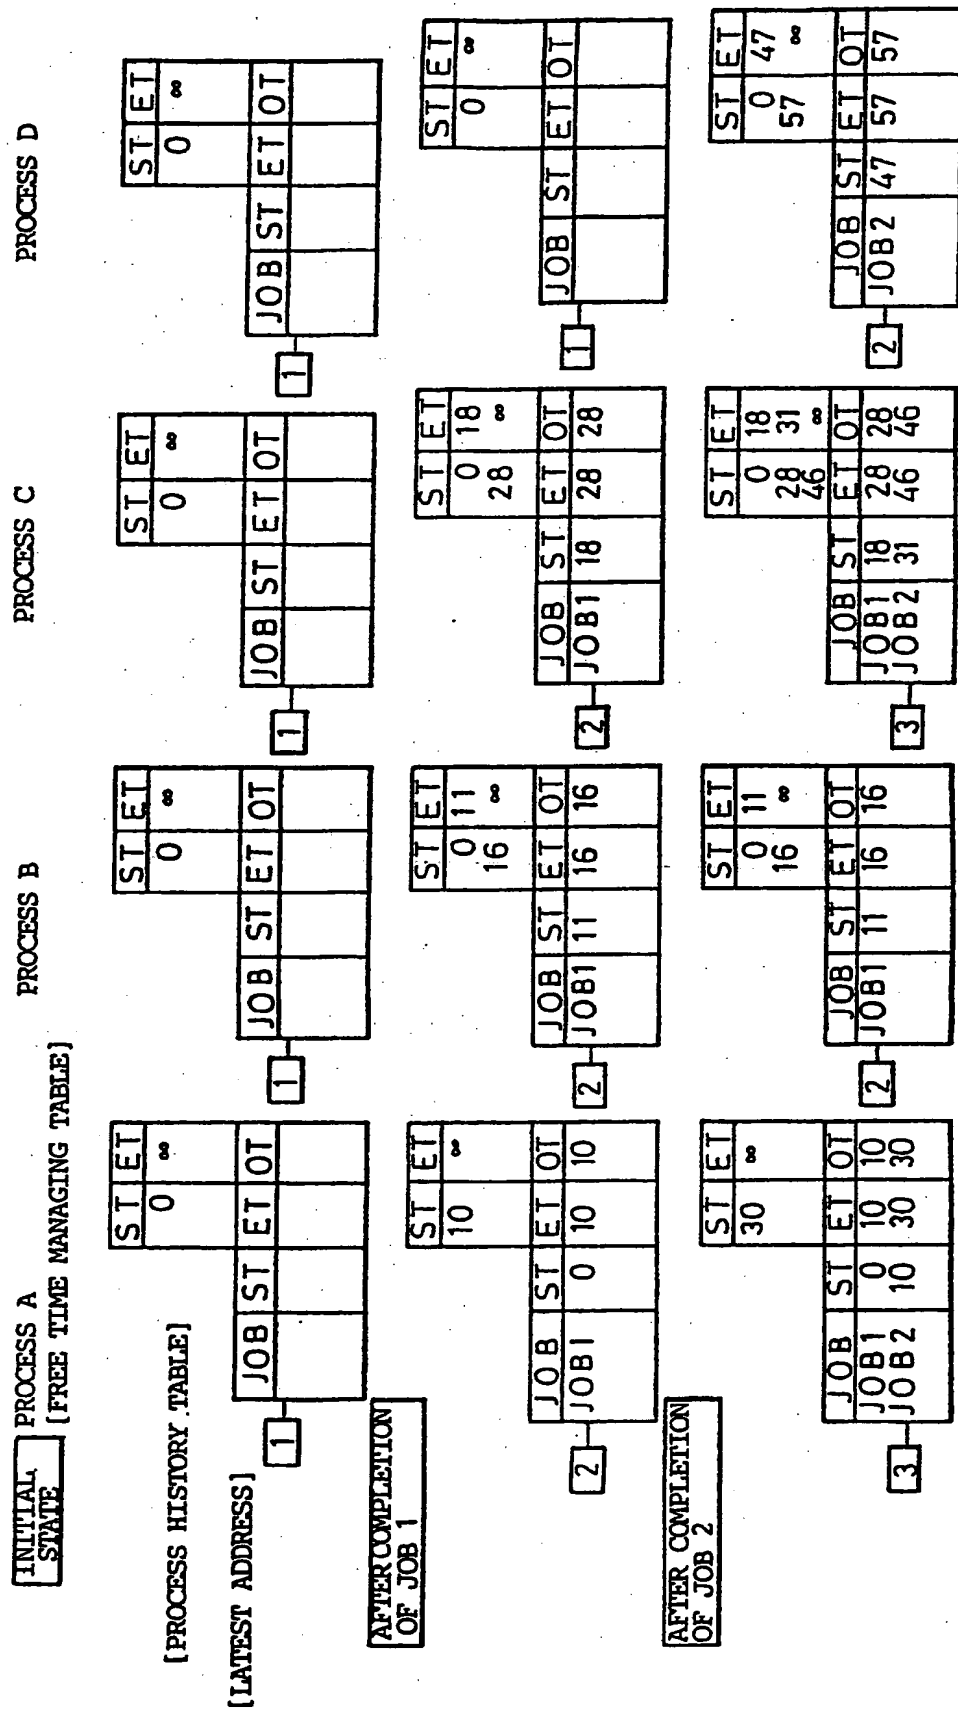 INITIAL STATE
PROCESS A
PROCESS B
PROCESS C
PROCESS D
[FREE TIME MANAGING TABLE]
ST ET
0 ∞
ST ET
0 ∞
ST ET
0 ∞
ST ET
0 ∞
[PROCESS HISTORY TABLE]
JOB ST ET OT
JOB ST ET OT
JOB ST ET OT
JOB ST ET OT
[LATEST ADDRESS]
1
1
1
1
AFTER COMPLETION
OF JOB 1
ST ET
10 ∞
ST ET
0 11
16 ∞
ST ET
0 18
28 ∞
ST ET
0 ∞
JOB ST ET OT
JOB1 0 10 10
JOB ST ET OT
JOB1 11 16 16
JOB ST ET OT
JOB1 18 28 28
JOB ST ET OT
2
2
2
1
AFTER COMPLETION
OF JOB 2
ST ET
30 ∞
ST ET
0 11
16 ∞
ST ET
0 18
28 31
46 ∞
ST ET
0 47
57 ∞
JOB ST ET OT
JOB1 0 10 10
JOB2 10 30 30
JOB ST ET OT
JOB1 11 16 16
JOB ST ET OT
JOB1 18 28 28
JOB2 31 46 46
JOB ST ET OT
JOB2 47 57 57
3
2
3
2